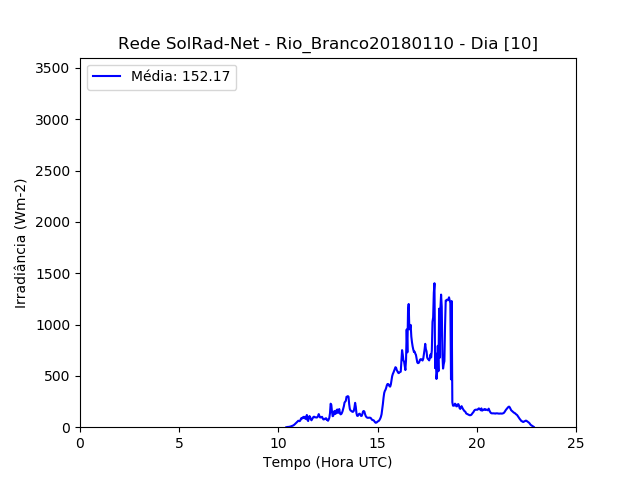 Rede SolRad-Net - Rio_Branco20180110 - Dia [10]
Média: 152.17
3500
3000
2500
2000
1500
1000
500
0
Irradiância (Wm-2)
0 5 10 15 20 25
Tempo (Hora UTC)